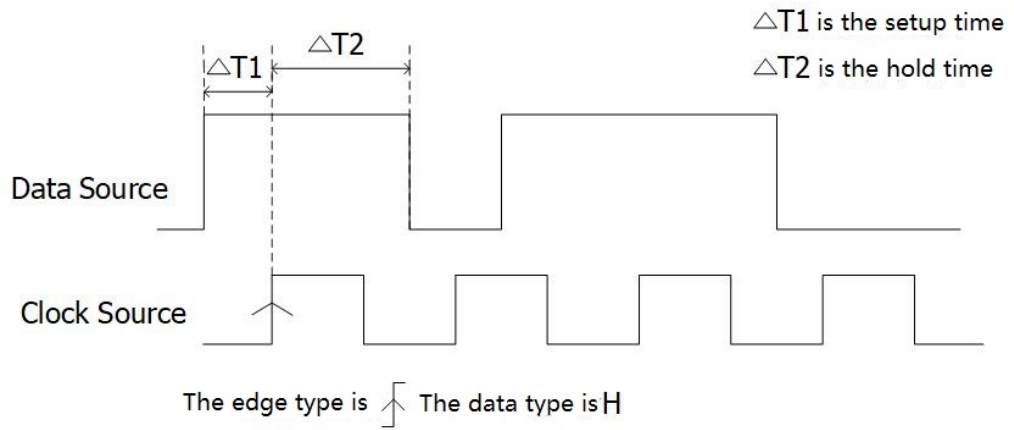 △T1 is the setup time
△T2
△T2 is the hold time
△T1
Data Source
Clock Source
The edge type is The data type is H